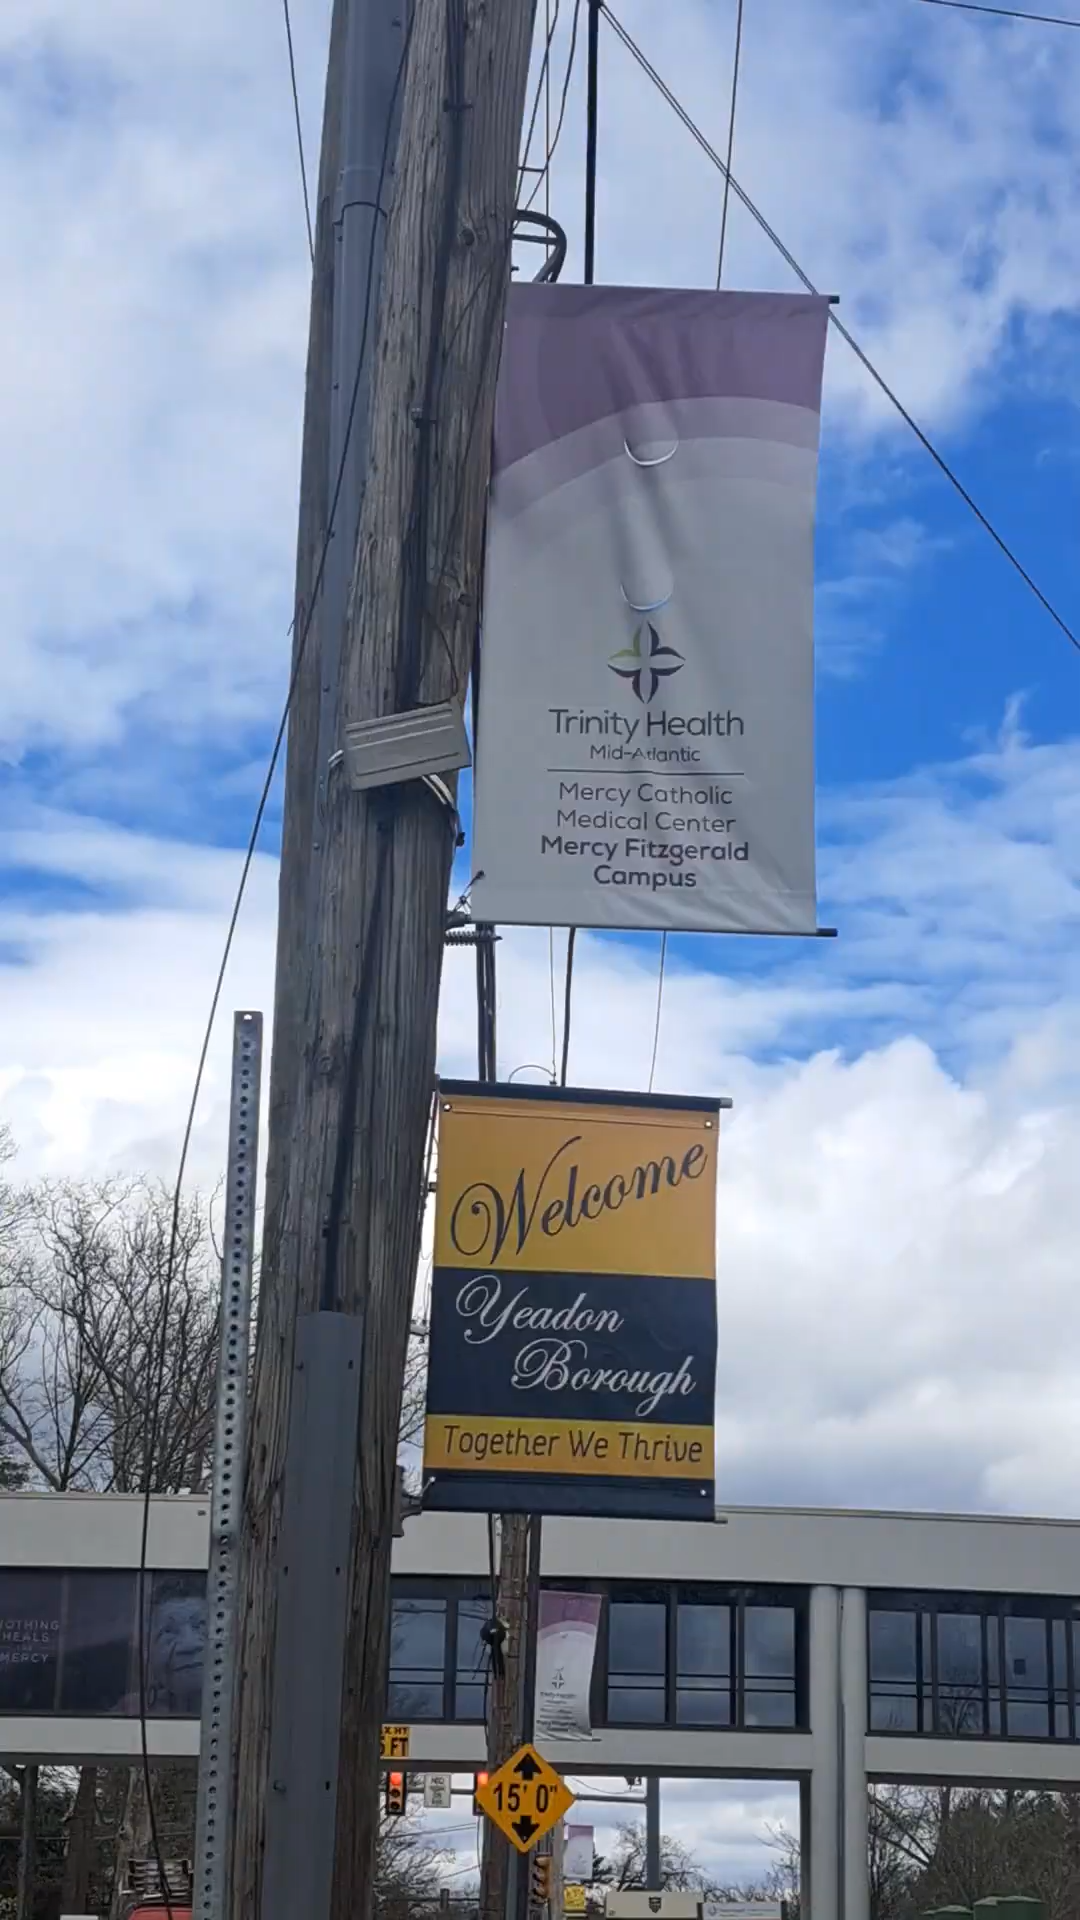 Trinity Health
Mid-Atlantic
Mercy Catholic
Medical Center
Mercy Fitzgerald
Campus
Welcome
Yeadon
Borough
Together We Thrive
NOTHING
HEALS
MERCY
FT
15' 0"